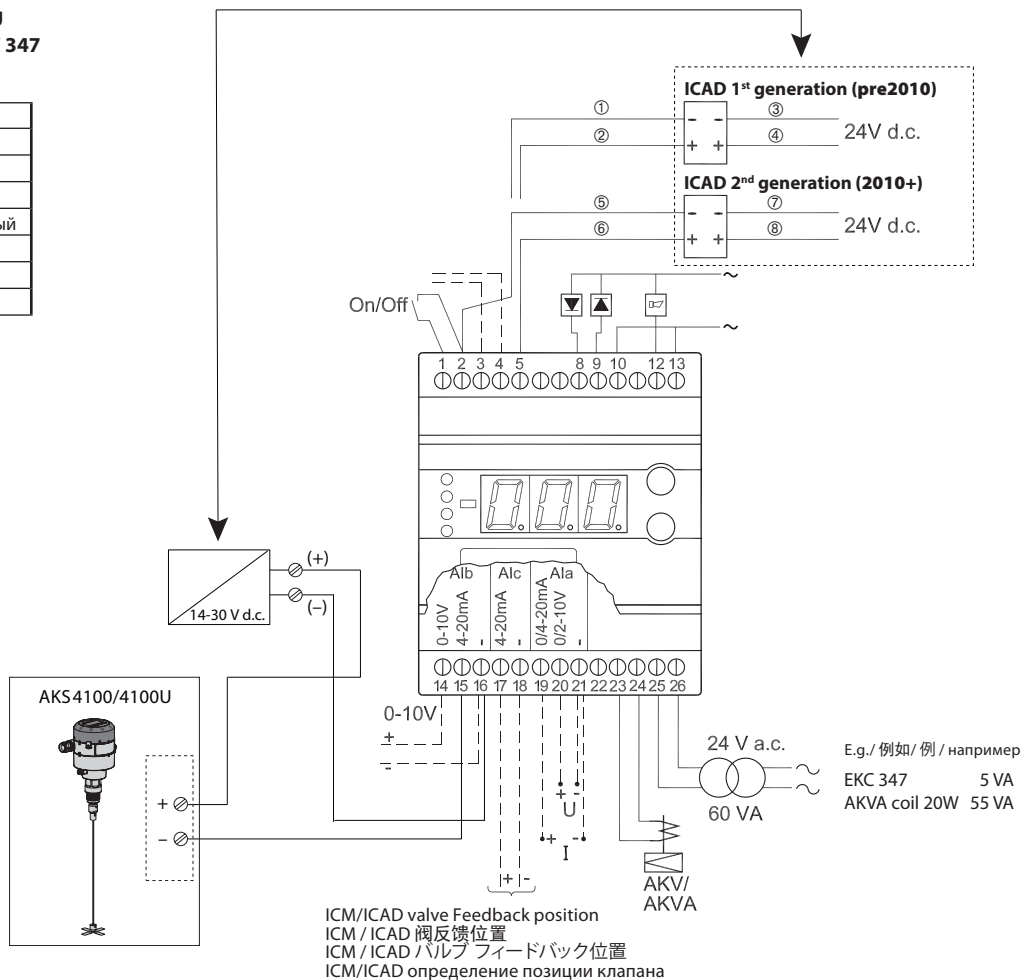 347
ый
ICAD 1st generation (pre2010)
① ③
② ④ 24V d.c.
ICAD 2nd generation (2010+)
⑤ ⑦
⑥ ⑧ 24V d.c.
On/Off
1 2 3 4 5 8 9 10 12 13
(+)
(–)
14-30 V d.c.
AIb AIc AIa
0-10V
4-20mA
-
4-20mA
-
0/4-20mA
0/2-10V
-
14 15 16 17 18 19 20 21 22 23 24 25 26
AKS 4100/4100U
+
–
0-10V
+
-
+ -
U
+ -
I
+ -
24 V a.c.
60 VA
AKV/
AKVA
E.g./ 例如/ 例 / например
EKC 347 5 VA
AKVA coil 20W 55 VA
ICM/ICAD valve Feedback position
ICM / ICAD 阀反馈位置
ICM / ICAD バルブ フィードバック位置
ICM/ICAD определение позиции клапана